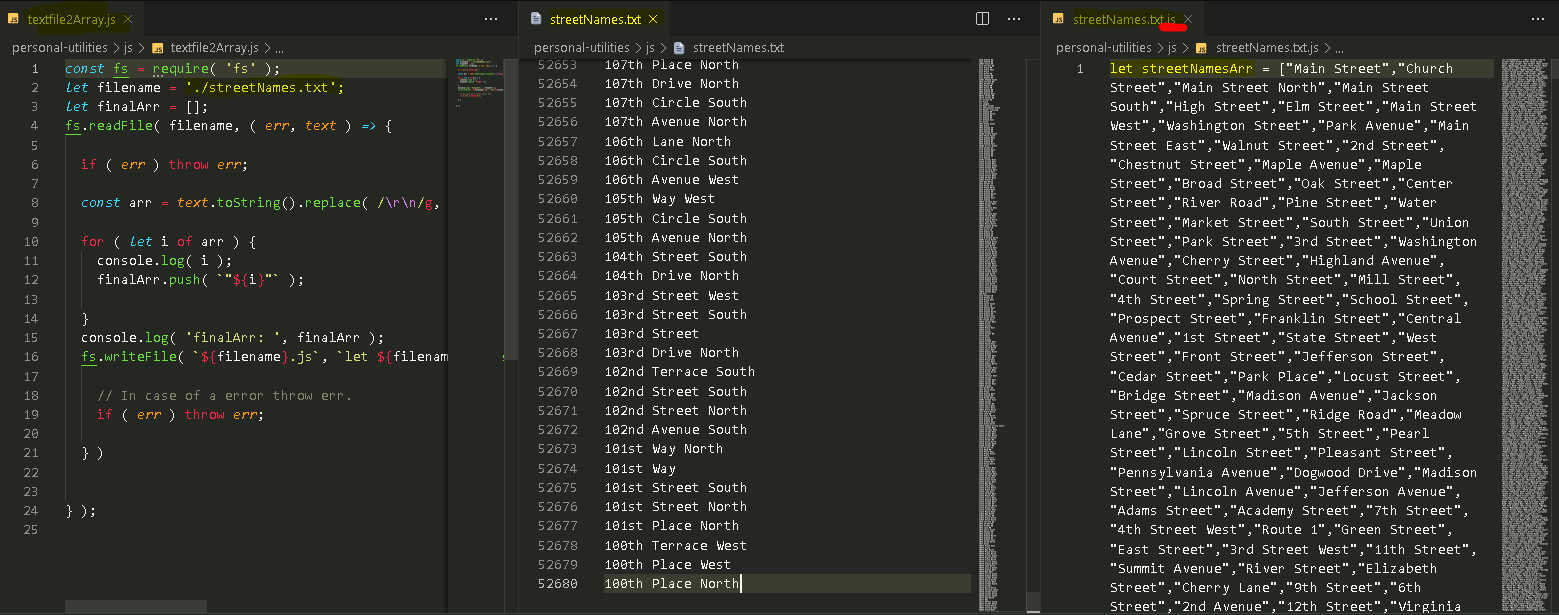 textfile2Array.js
personal-utilities > js > textfile2Array.js > ...
1 const fs = require( 'fs' );
2 let filename = './streetNames.txt';
3 let finalArr = [];
4 fs.readFile( filename, ( err, text ) => {
5
6 if ( err ) throw err;
7
8 const arr = text.toString().replace( /\r\n/g,
9
10 for ( let i of arr ) {
11 console.log( i );
12 finalArr.push( `"${i}"` );
13
14 }
15 console.log( 'finalArr: ', finalArr );
16 fs.writeFile( `${filename}.js`, `let ${filenam
17
18 // In case of a error throw err.
19 if ( err ) throw err;
20
21 } )
22
23
24 } );
25
streetNames.txt
personal-utilities > js > streetNames.txt
52653 107th Place North
52654 107th Drive North
52655 107th Circle South
52656 107th Avenue North
52657 106th Lane North
52658 106th Circle South
52659 106th Avenue West
52660 105th Way West
52661 105th Circle South
52662 105th Avenue North
52663 104th Street South
52664 104th Drive North
52665 103rd Street West
52666 103rd Street South
52667 103rd Street
52668 103rd Drive North
52669 102nd Terrace South
52670 102nd Street South
52671 102nd Street North
52672 102nd Avenue South
52673 101st Way North
52674 101st Way
52675 101st Street South
52676 101st Street North
52677 101st Place North
52678 100th Terrace West
52679 100th Place West
52680 100th Place North
streetNames.txt.js
personal-utilities > js > streetNames.txt.js > ...
1 let streetNamesArr = ["Main Street","Church
Street","Main Street North","Main Street
South","High Street","Elm Street","Main Street
West","Washington Street","Park Avenue","Main
Street East","Walnut Street","2nd Street",
"Chestnut Street","Maple Avenue","Maple
Street","Broad Street","Oak Street","Center
Street","River Road","Pine Street","Water
Street","Market Street","South Street","Union
Street","Park Street","3rd Street","Washington
Avenue","Cherry Street","Highland Avenue",
"Court Street","North Street","Mill Street",
"4th Street","Spring Street","School Street",
"Prospect Street","Franklin Street","Central
Avenue","1st Street","State Street","West
Street","Front Street","Jefferson Street",
"Cedar Street","Park Place","Locust Street",
"Bridge Street","Madison Avenue","Jackson
Street","Spruce Street","Ridge Road","Meadow
Lane","Grove Street","5th Street","Pearl
Street","Lincoln Street","Pleasant Street",
"Pennsylvania Avenue","Dogwood Drive","Madison
Street","Lincoln Avenue","Jefferson Avenue",
"Adams Street","Academy Street","7th Street",
"4th Street West","Route 1","Green Street",
"East Street","3rd Street West","11th Street",
"Summit Avenue","River Street","Elizabeth
Street","Cherry Lane","9th Street","6th
Street","2nd Avenue","12th Street","Virginia